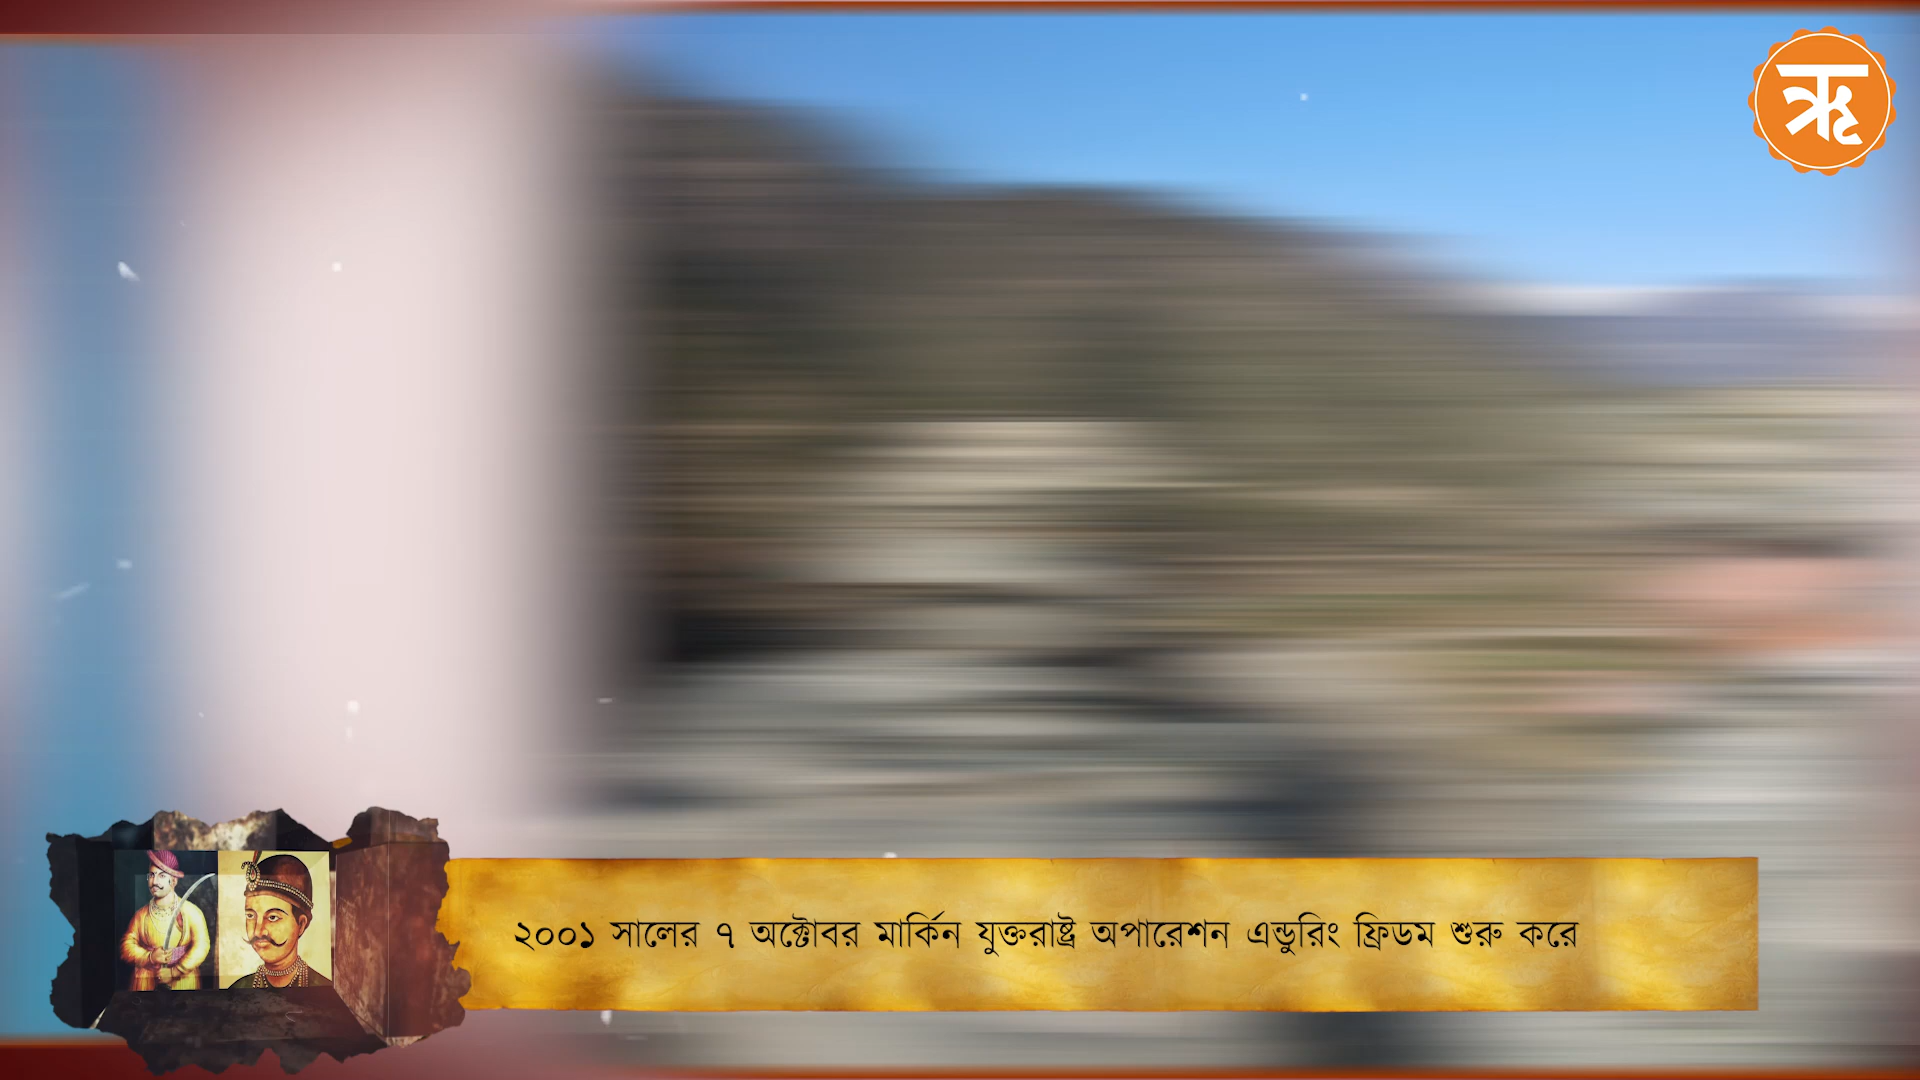 ঋ
২০০১ সালের ৭ অক্টোবর মার্কিন যুক্তরাষ্ট্র অপারেশন এন্ডুরিং ফ্রিডম শুরু করে